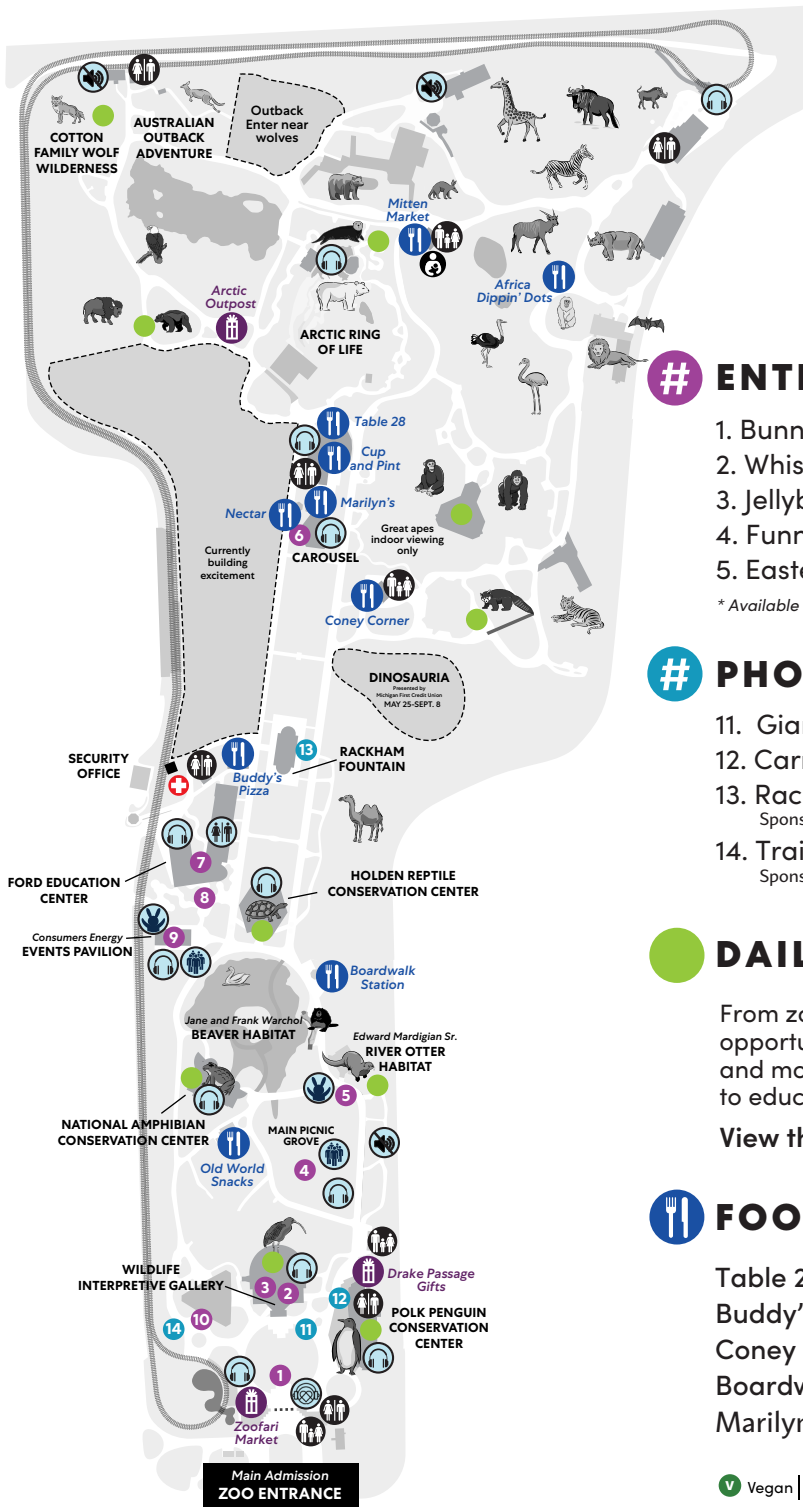 Outback
Enter near
wolves
COTTON
FAMILY WOLF
WILDERNESS
AUSTRALIAN
OUTBACK
ADVENTURE
Mitten
Market
Africa
Dippin' Dots
Arctic
Outpost
ARCTIC RING
OF LIFE
Table 28
Cup
and Pint
Marilyn's
Nectar
6
CAROUSEL
Great apes
indoor viewing
only
Currently
building
excitement
Coney Corner
DINOSAURIA
Presented by
Michigan First Credit Union
MAY 25-SEPT. 8
SECURITY
OFFICE
13
RACKHAM
FOUNTAIN
Buddy's
Pizza
7
FORD EDUCATION
CENTER
8
HOLDEN REPTILE
CONSERVATION CENTER
Consumers Energy
EVENTS PAVILION
9
Boardwalk
Station
Jane and Frank Warchol
BEAVER HABITAT
Edward Mardigian Sr.
RIVER OTTER
HABITAT
5
NATIONAL AMPHIBIAN
CONSERVATION CENTER
MAIN PICNIC
GROVE
4
Old World
Snacks
WILDLIFE
INTERPRETIVE GALLERY
3
2
Drake Passage
Gifts
12
POLK PENGUIN
CONSERVATION
CENTER
14
10
11
1
Zoofari
Market
Main Admission
ZOO ENTRANCE
# ENT
1. Bunn
2. Whis
3. Jellyb
4. Funn
5. Easte
* Available
# PHO
11. Gia
12. Carr
13. Rac
Spons
14. Trai
Spons
DAIL
From zo
opportu
and mo
to educ
View th
FOO
Table 2
Buddy'
Coney
Boardw
Marilyn
V Vegan